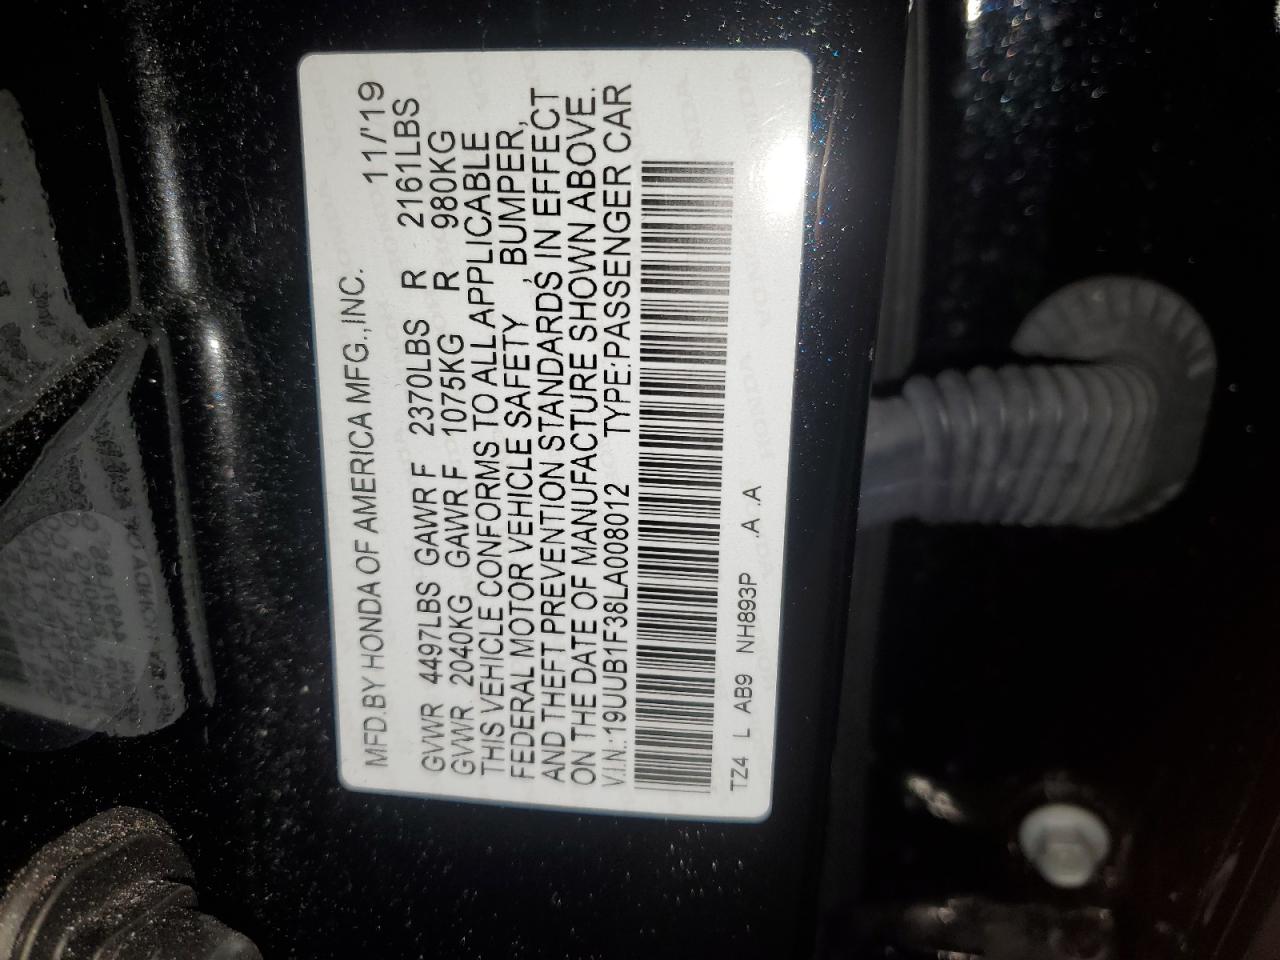 MFD.BY HONDA OF AMERICA MFG.,INC. 11/'19
GVWR 4497LBS GAWR F 2370LBS R 2161LBS
GVWR 2040KG GAWR F 1075KG R 980KG
THIS VEHICLE CONFORMS TO ALL APPLICABLE
FEDERAL MOTOR VEHICLE SAFETY , BUMPER,
AND THEFT PREVENTION STANDARDS IN EFFECT
ON THE DATE OF MANUFACTURE SHOWN ABOVE.
V.I.N.:19UUB1F38LA008012 TYPE:PASSENGER CAR
TZ4 L AB9 NH893P .A .A